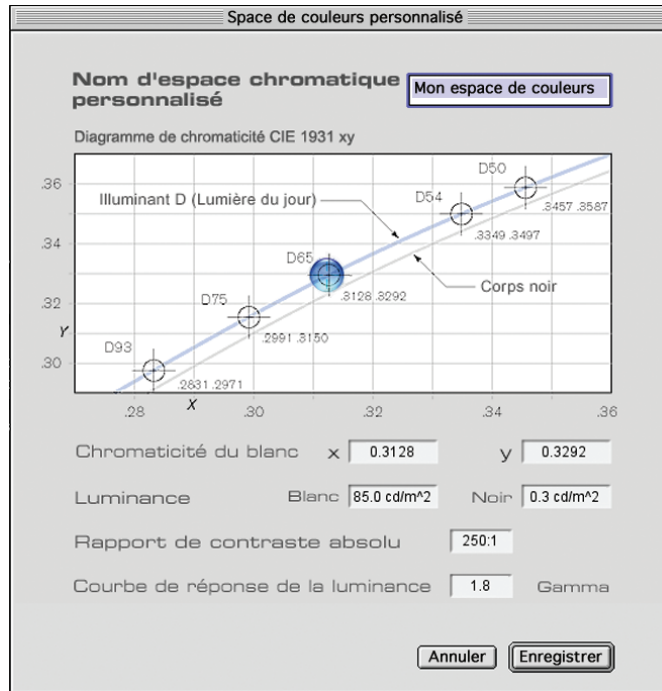 Space de couleurs personnalisé
Nom d'espace chromatique
personnalisé
Mon espace de couleurs
Diagramme de chromaticité CIE 1931 xy
.36
.34
.32
Y
.30
D50
D54
Illuminant D (Lumière du jour)
.3457 .3587
.3349 .3497
D65
Corps noir
.3128 .3292
D75
.2991 .3150
D93
.2831 .2971
.28
X
.30
.32
.34
.36
Chromaticité du blanc x 0.3128 y 0.3292
Luminance Blanc 85.0 cd/m^2 Noir 0.3 cd/m^2
Rapport de contraste absolu 250:1
Courbe de réponse de la luminance 1.8 Gamma
Annuler Enregistrer